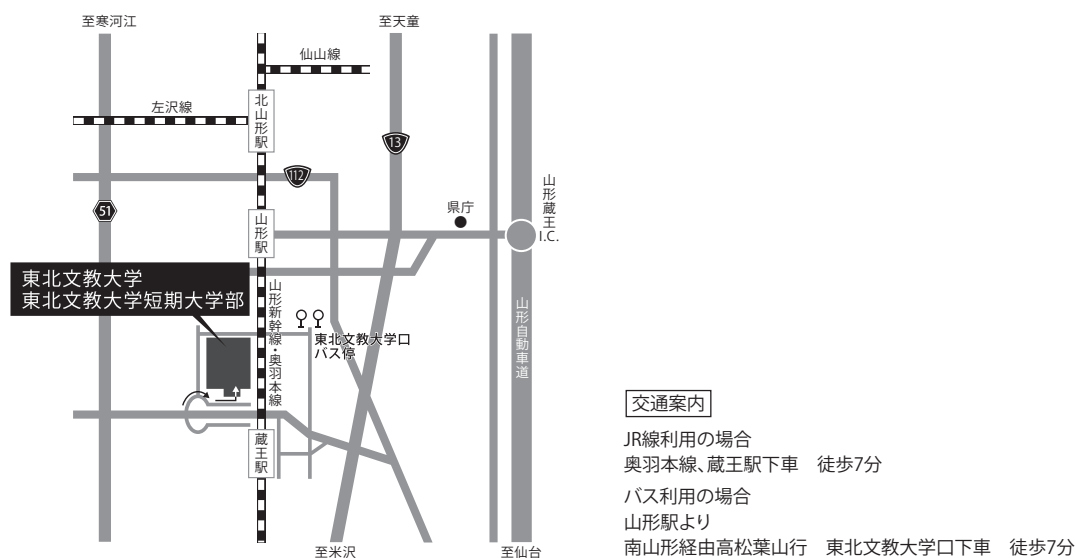 至寒河江
至天童
仙山線
左沢線
北山形駅
13
112
51
山形駅
県庁
山形蔵王I.C.
東北文教大学
東北文教大学短期大学部
山形新幹線・奥羽本線
東北文教大学口
バス停
山形自動車道
蔵王駅
至米沢
至仙台
交通案内
JR線利用の場合
奥羽本線、蔵王駅下車　徒歩7分
バス利用の場合
山形駅より
南山形経由高松葉山行　東北文教大学口下車　徒歩7分